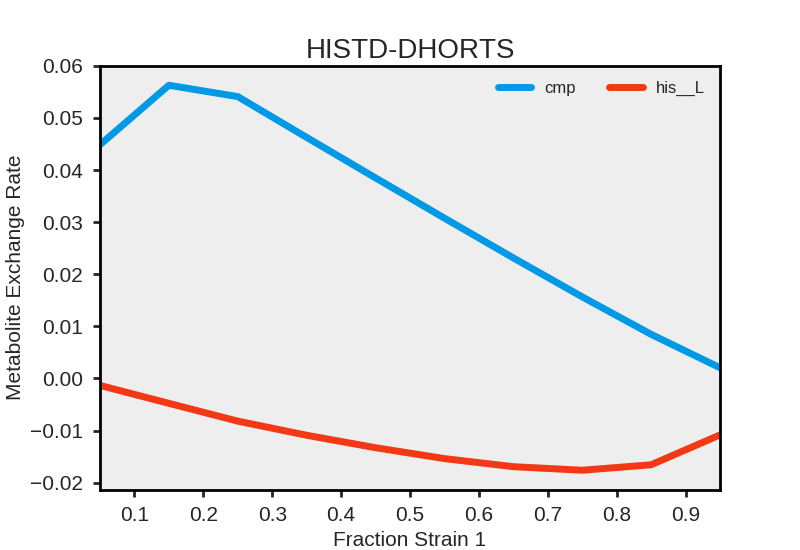 HISTD-DHORTS
cmp his__L
0.06
0.05
0.04
0.03
0.02
0.01
0.00
−0.01
−0.02
Metabolite Exchange Rate
0.1 0.2 0.3 0.4 0.5 0.6 0.7 0.8 0.9
Fraction Strain 1